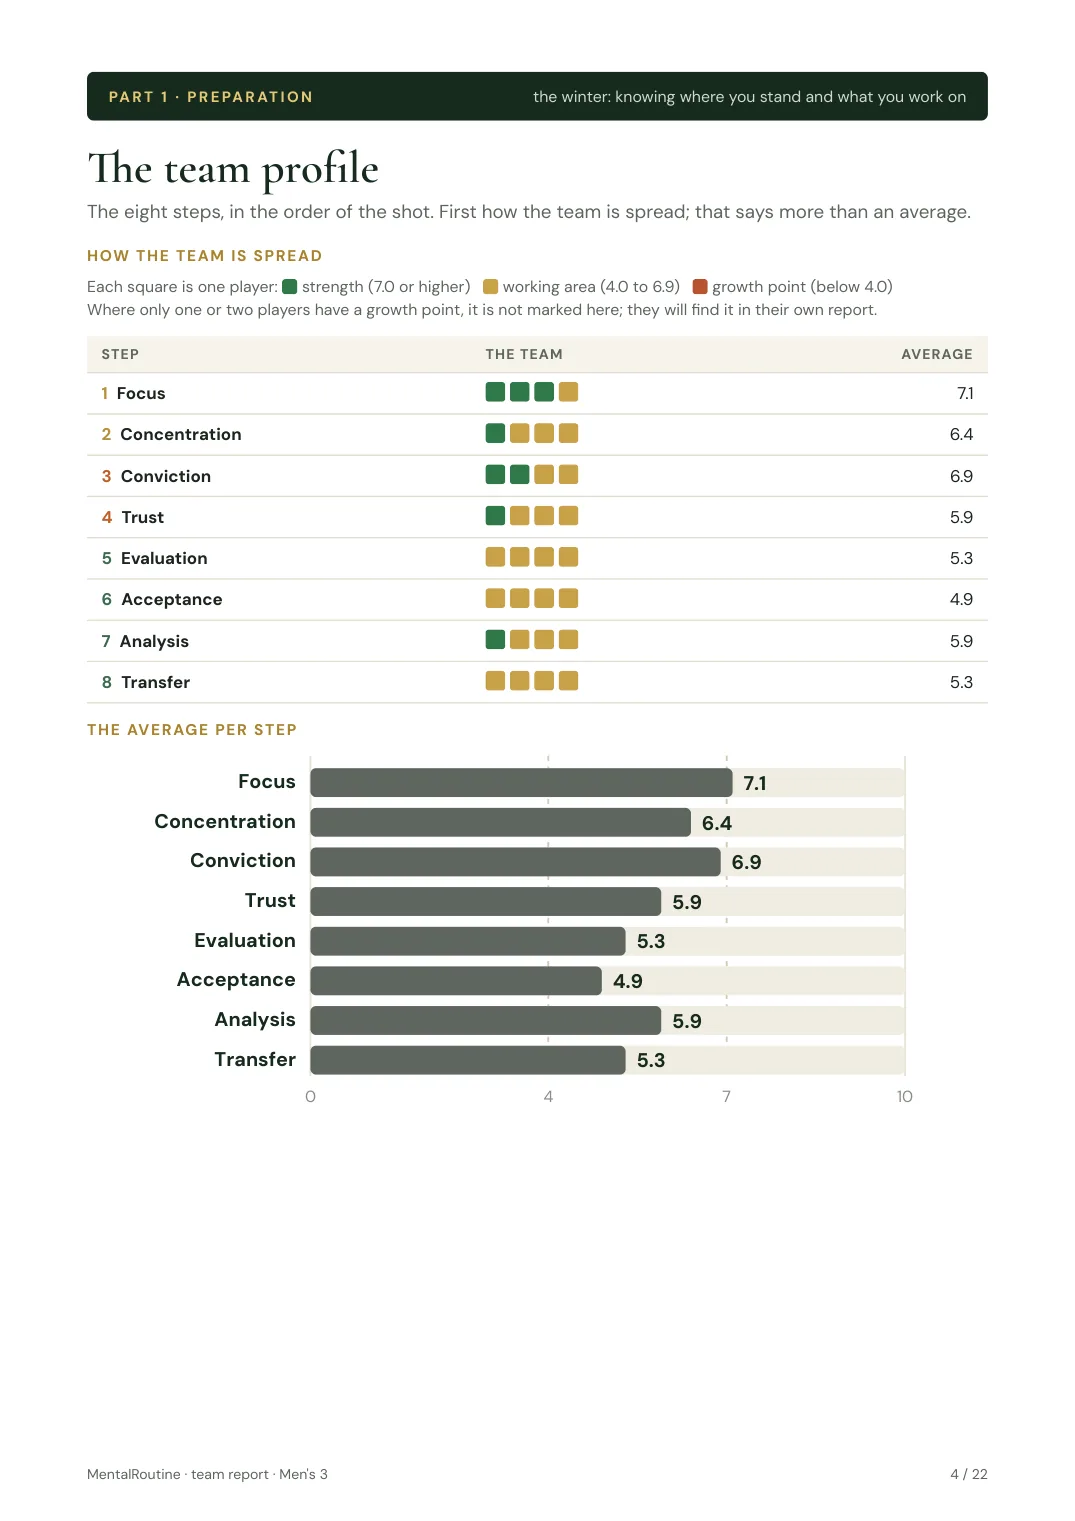 PART 1 · PREPARATION
the winter: knowing where you stand and what you work on
The team profile
The eight steps, in the order of the shot. First how the team is spread; that says more than an average.
HOW THE TEAM IS SPREAD
Each square is one player: strength (7.0 or higher) working area (4.0 to 6.9) growth point (below 4.0)
Where only one or two players have a growth point, it is not marked here; they will find it in their own report.
STEP THE TEAM AVERAGE
1 Focus 7.1
2 Concentration 6.4
3 Conviction 6.9
4 Trust 5.9
5 Evaluation 5.3
6 Acceptance 4.9
7 Analysis 5.9
8 Transfer 5.3
THE AVERAGE PER STEP
Focus 7.1
Concentration 6.4
Conviction 6.9
Trust 5.9
Evaluation 5.3
Acceptance 4.9
Analysis 5.9
Transfer 5.3
0 4 7 10
MentalRoutine · team report · Men's 3
4 / 22